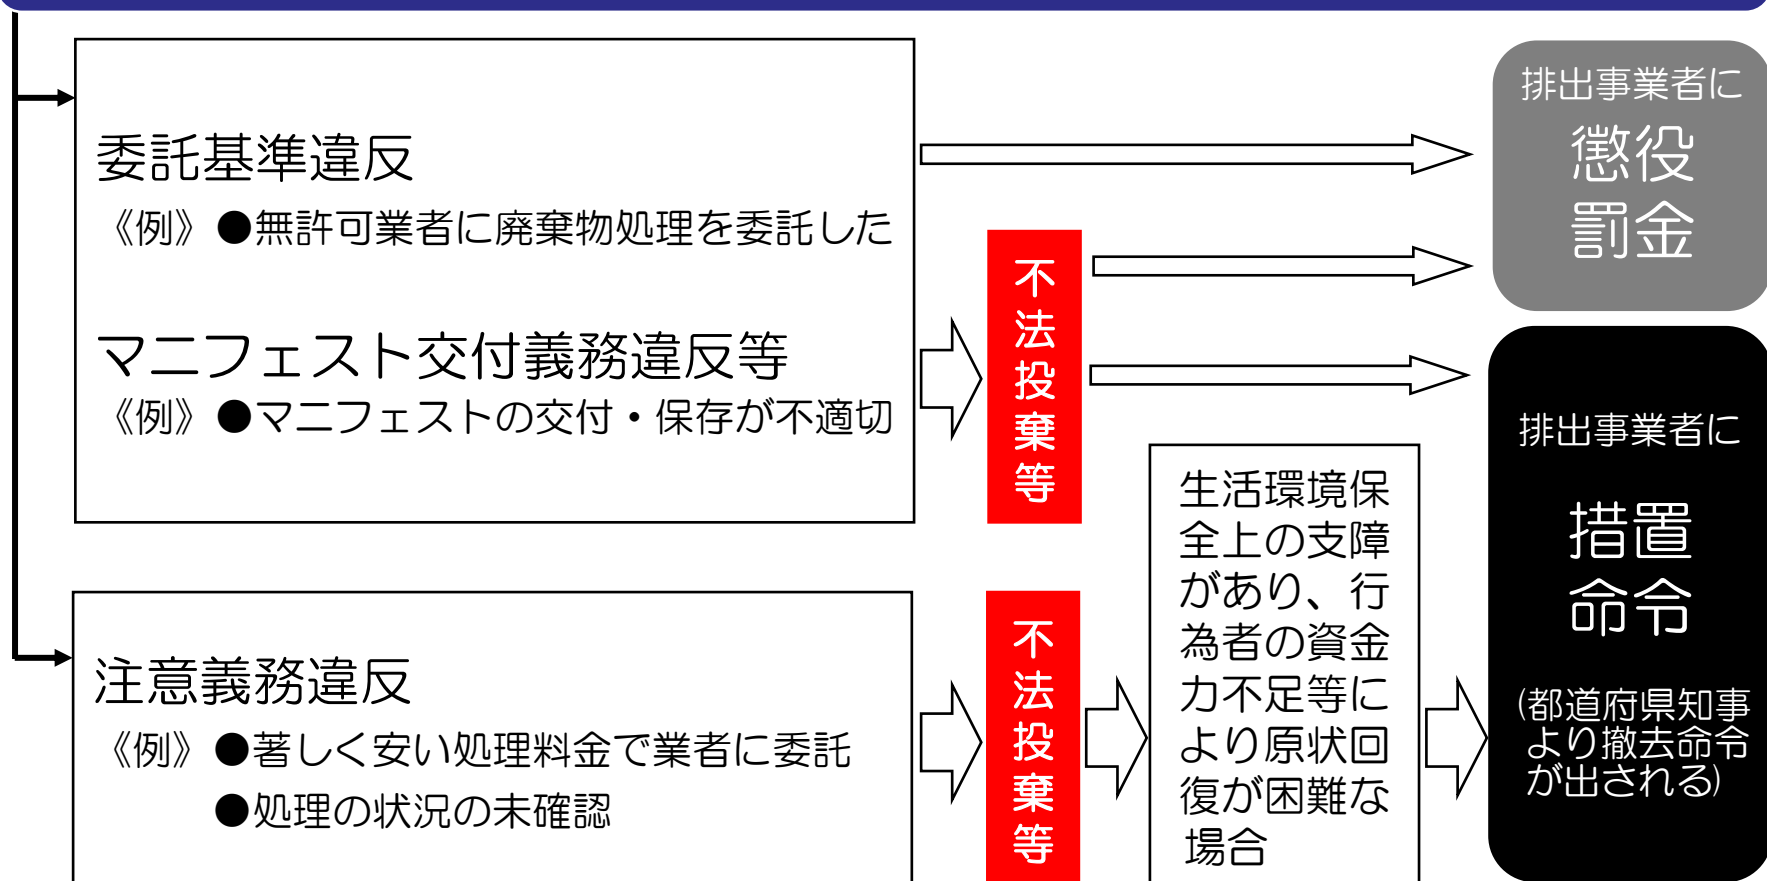 委託基準違反
《例》●無許可業者に廃棄物処理を委託した
マニフェスト交付義務違反等
《例》●マニフェストの交付・保存が不適切
不法投棄等
排出事業者に
懲役
罰金
注意義務違反
《例》●著しく安い処理料金で業者に委託
●処理の状況の未確認
不法投棄等
生活環境保
全上の支障
があり、行
為者の資金
力不足等に
より原状回
復が困難な
場合
排出事業者に
措置
命令
(都道府県知事
より撤去命令
が出される)